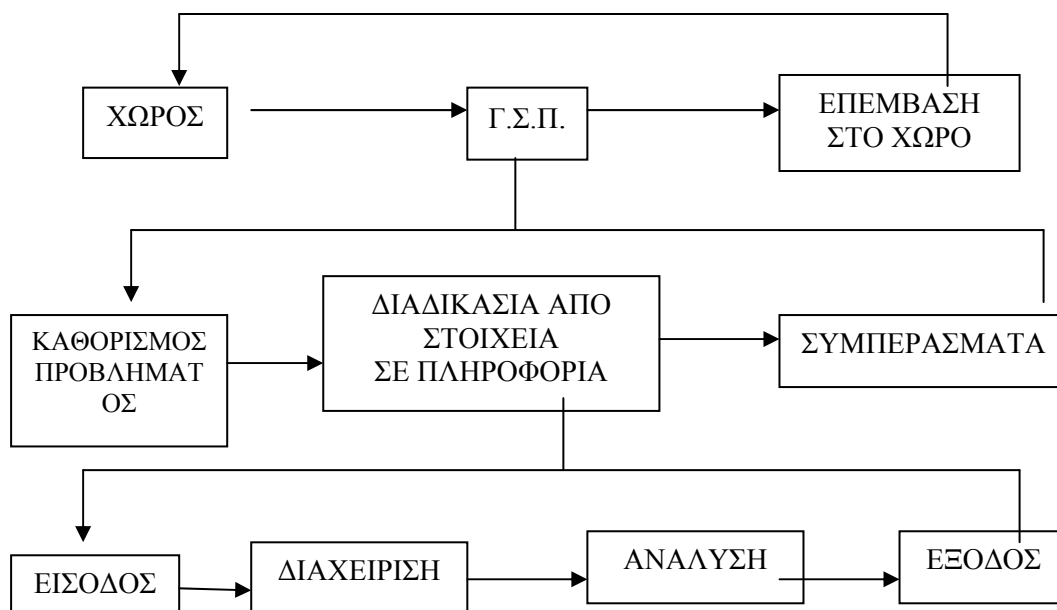 ΧΩΡΟΣ
Γ.Σ.Π.
ΕΠΕΜΒΑΣΗ
ΣΤΟ ΧΩΡΟ
ΚΑΘΟΡΙΣΜΟΣ
ΠΡΟΒΛΗΜΑΤ
ΟΣ
ΔΙΑΔΙΚΑΣΙΑ ΑΠΟ
ΣΤΟΙΧΕΙΑ
ΣΕ ΠΛΗΡΟΦΟΡΙΑ
ΣΥΜΠΕΡΑΣΜΑΤΑ
ΕΙΣΟΔΟΣ
ΔΙΑΧΕΙΡΙΣΗ
ΑΝΑΛΥΣΗ
ΕΞΟΔΟΣ